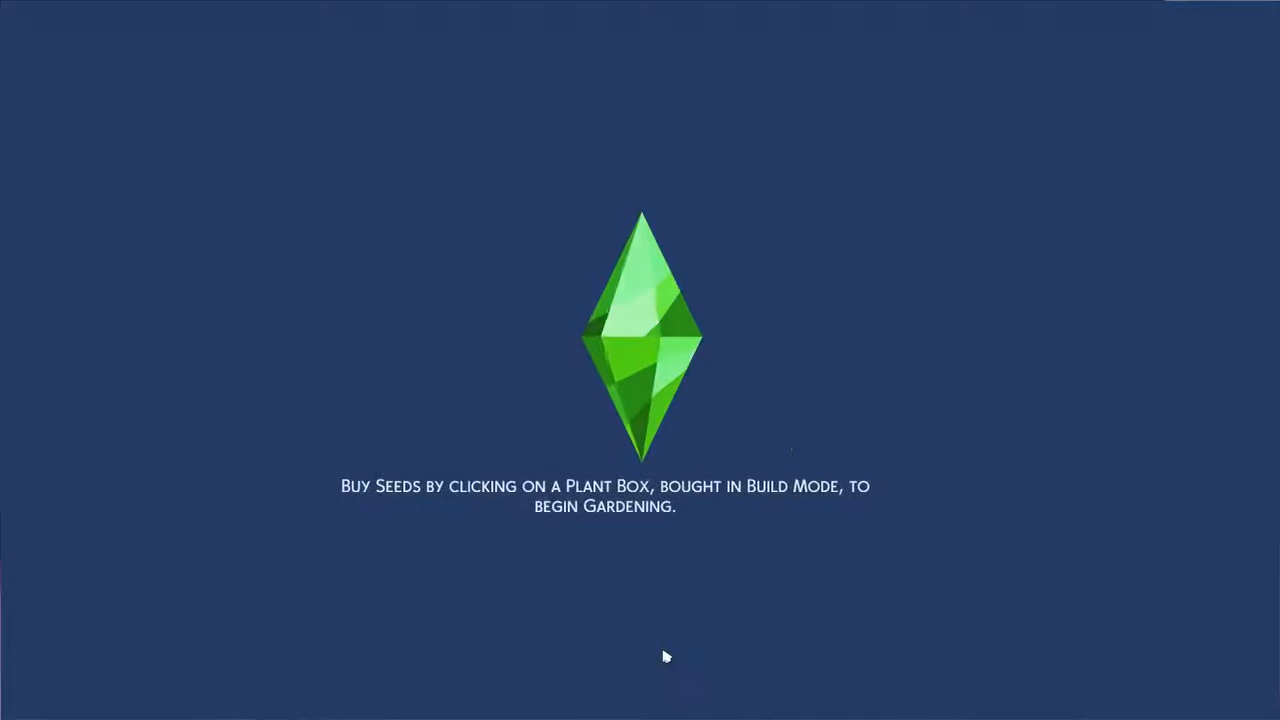 Buy Seeds by clicking on a Plant Box, bought in Build Mode, to
begin Gardening.